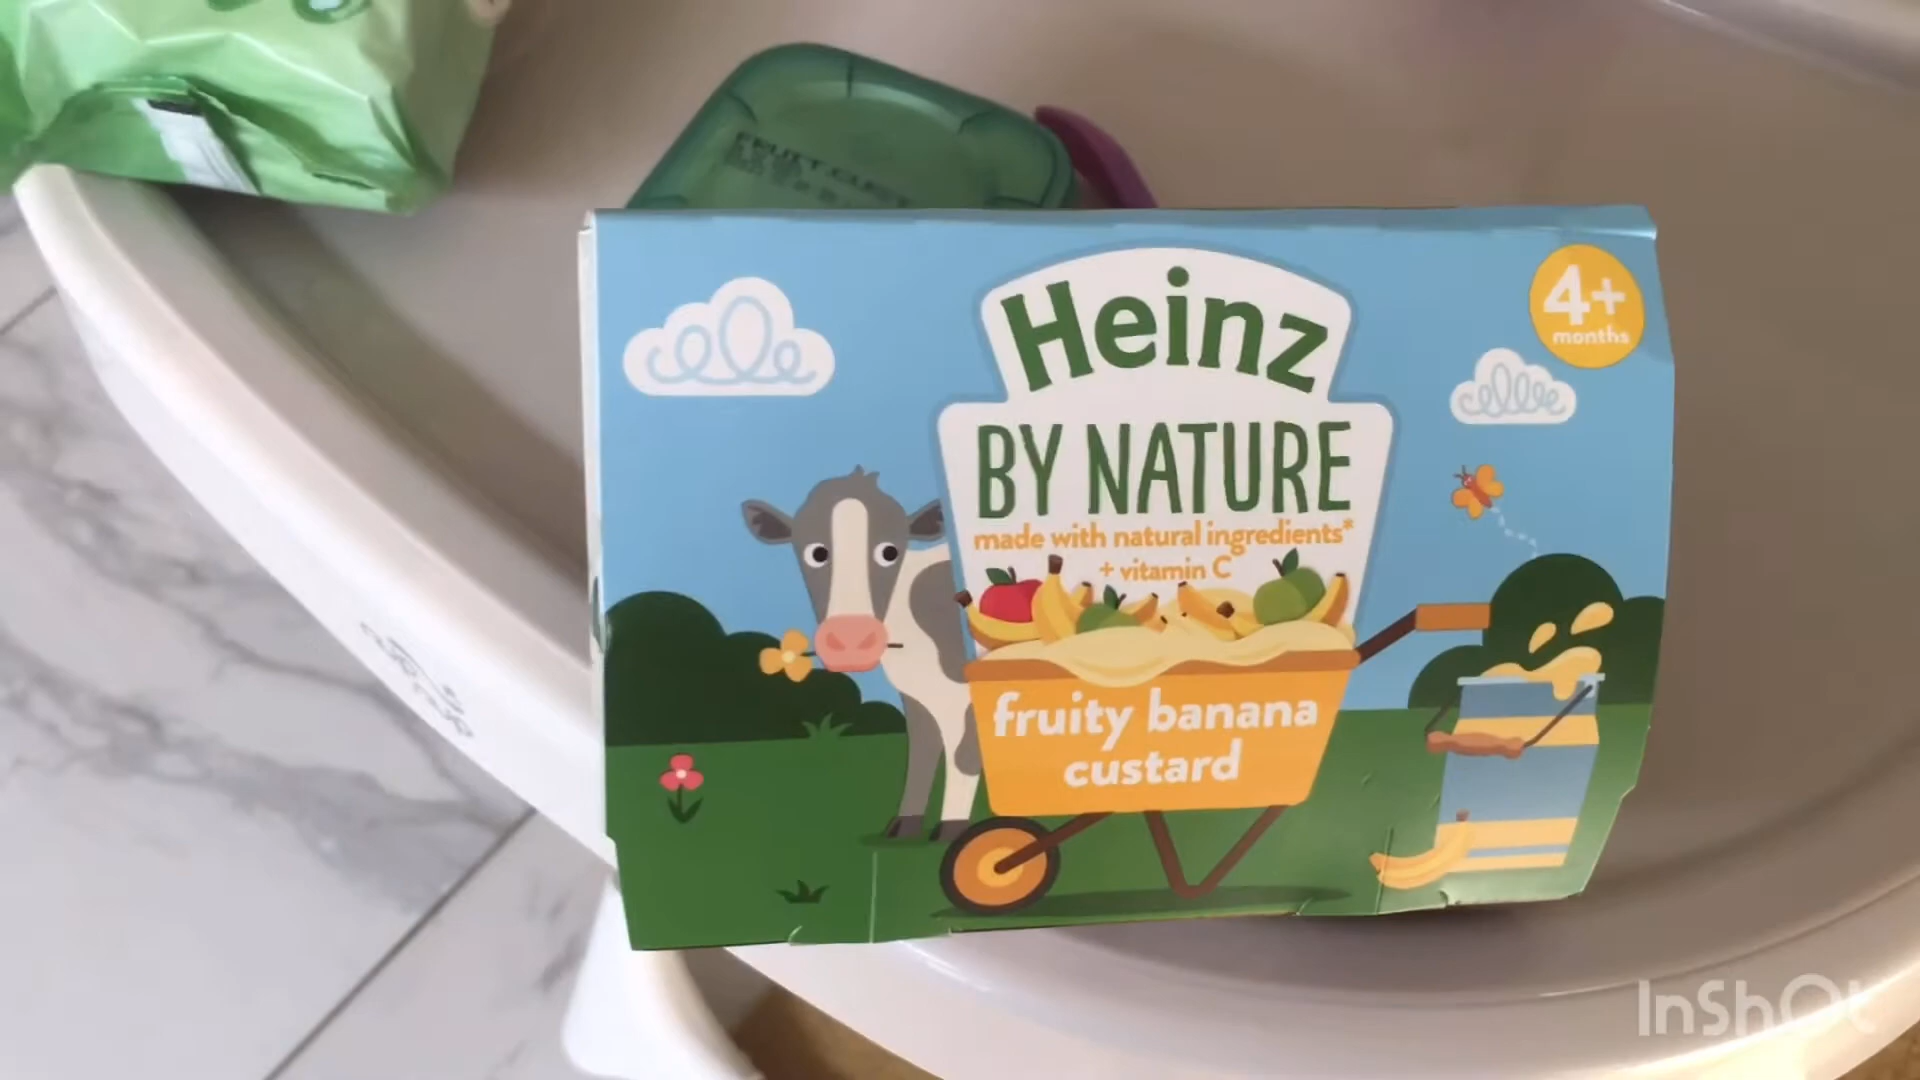 Heinz
BY NATURE
made with natural ingredients*
+ vitamin C
fruity banana
custard
4+
months
InShOt